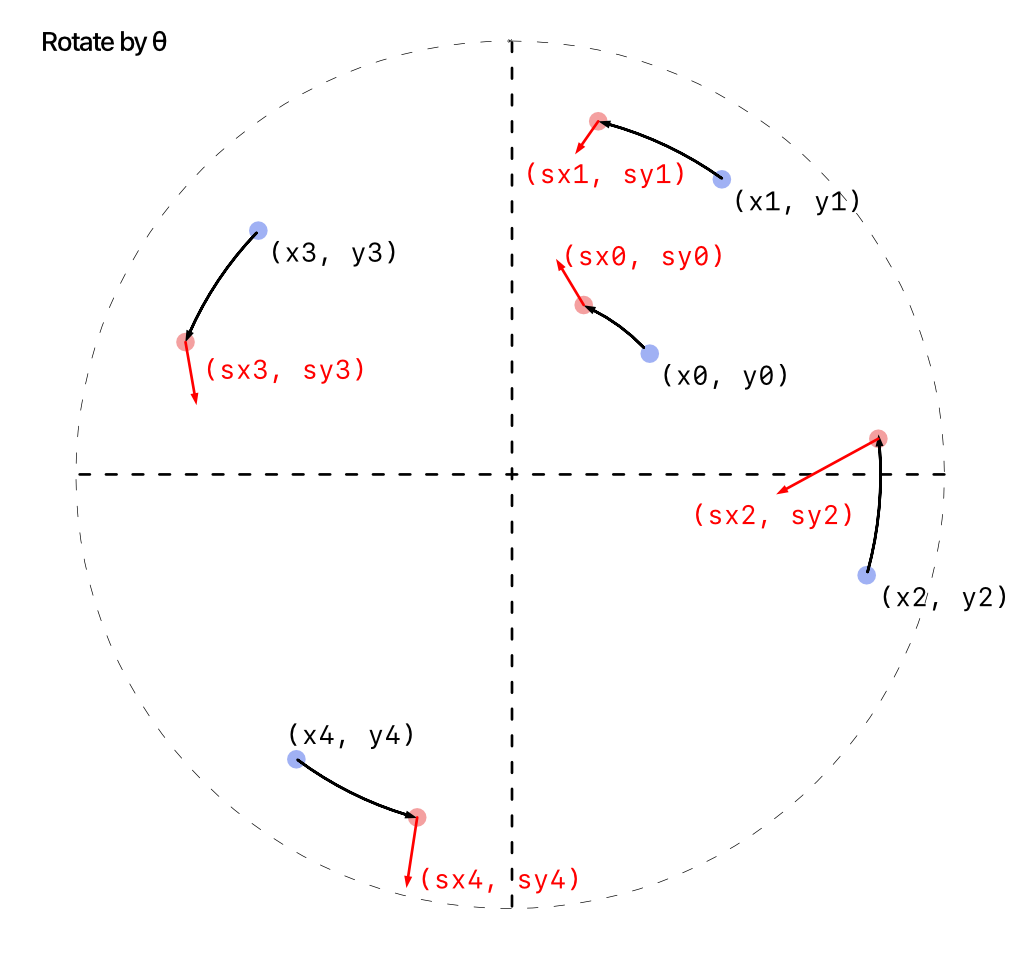 Rotate by θ
(sx1, sy1)
(x1, y1)
(x3, y3)
(sx0, sy0)
(sx3, sy3)
(x0, y0)
(sx2, sy2)
(x2, y2)
(x4, y4)
(sx4, sy4)